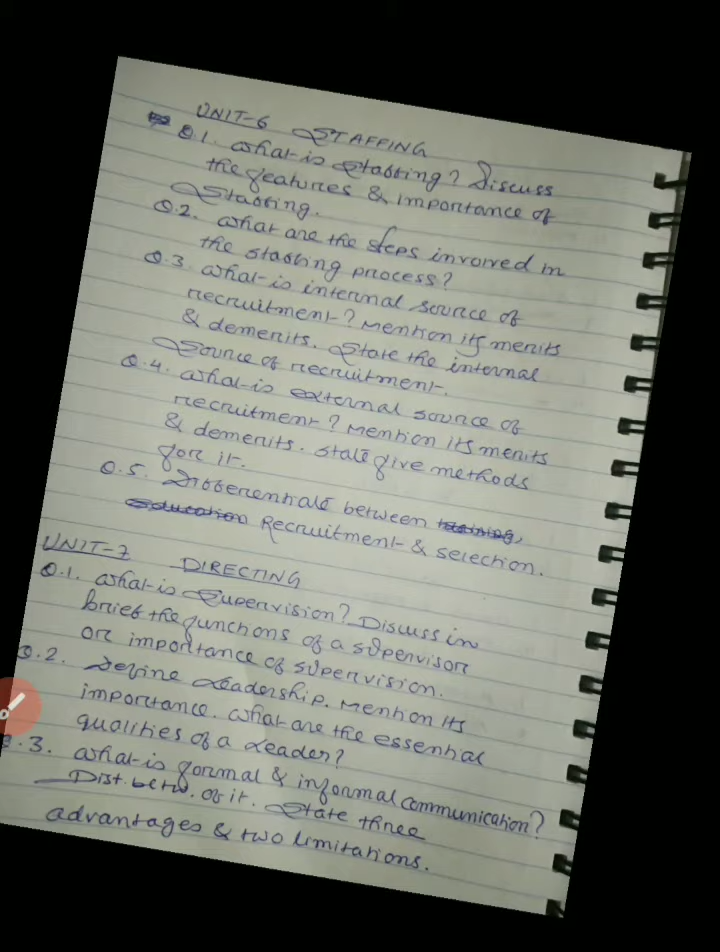 UNIT-6 STAFFING
Q.1. What is Staffing? Discuss
the features & importance of
Staffing.
Q.2. What are the steps involved in
the staffing process?
Q.3. What is internal source of
recruitment? Mention its merits
& demerits. State the internal
Source of recruitment.
Q.4. What is external source of
recruitment? Mention its merits
& demerits. State five methods
for it.
Q.5. Differentiate between training,
education Recruitment & selection.
UNIT-7 DIRECTING
Q.1. What is Supervision? Discuss in
brief the functions of a supervisor
or importance of supervision.
Q.2. Define Leadership. Mention its
importance. What are the essential
qualities of a Leader?
Q.3. What is formal & informal communication?
Dist. betw. of it. State three
advantages & two limitations.